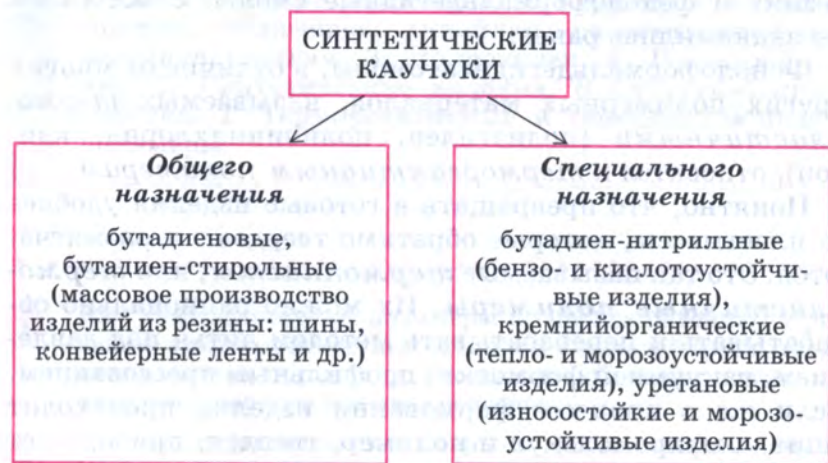 СИНТЕТИЧЕСКИЕ
КАУЧУКИ
Общего
назначения
бутадиеновые,
бутадиен-стирольные
(массовое производство
изделий из резины: шины,
конвейерные ленты и др.)
Специального
назначения
бутадиен-нитрильные
(бензо- и кислотоустойчи-
вые изделия),
кремнийорганические
(тепло- и морозоустойчивые
изделия), уретановые
(износостойкие и морозо-
устойчивые изделия)